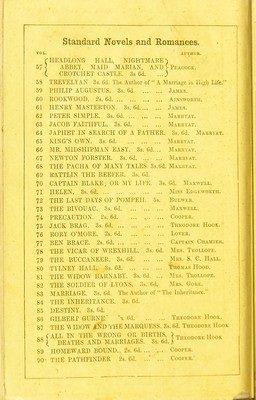 Standard Novels and Romances.
VOL. AUTHOR.
57 { HEADLONG HALL, NIGHTMARE ABBEY, MAID MARIAN, AND CROTCHET CASTLE. 3s. 6d. } PEACOCK.
58 TREVELYAN 3s. 6d. The Author of "A Marriage in High Life."
59 PHILIP AUGUSTUS. 3s. 6d. ... ... ... JAMES.
60 ROOKWOOD. 3s. 6d. ... ... ... ... AINSWORTH.
61 HENRY MASTERTON. 3s. 6d. ... ... JAMES.
62 PETER SIMPLE. 3s. 6d. ... ... ... MARRYAT.
63 JACOB FAITHFUL. 3s. 6d. ... ... MARRYAT.
64 JAPHET IN SEARCH OF A FATHER. 3s. 6d. MARRYAT.
65 KING'S OWN. 3s. 6d. ... ... ... MARRYAT.
66 MR. MIDSHIPMAN EASY. 3s. 6d. ... MARRYAT.
67 NEWTON FORSTER. 3s. 6d. ... ... MARRYAT.
68 THE PACHA OF MANY TALES. 3s. 6d. MARRYAT.
69 RATTLIN THE REEFER. 3s. 6d.
70 CAPTAIN BLAKE; OR MY LIFE. 3s. 6d. MAXWELL.
71 HELEN. 3s. 6d. ... ... ... ... MISS EDGEWORTH.
72 THE LAST DAYS OF POMPEII. 5s. BULWER.
73 THE BIVOUAC. 3s. 6d. ... ... ... MAXWELL.
74 PRECAUTION. 3s. 6d. ... ... ... COOPER.
75 JACK BRAG. 3s. 6d. ... ... ... THEODORE HOOK.
76 RORY O'MORE. 3s. 6d. ... ... ... LOVER.
77 BEN BRACE. 3s. 6d. ... ... ... CAPTAIN CHAMIER.
78 THE VICAR OF WREXHILL. 3s. 6d. MRS. TROLLOPE.
79 THE BUCCANEER. 3s. 6d. ... ... MRS. S. C. HALL.
80 TYLNEY HALL. 3s. 6d. ... ... ... THOMAS HOOD.
81 THE WIDOW BARNABY. 3s. 6d. ... MRS. TROLLOPE.
82 THE SOLDIER OF LYONS. 3s. 6d. ... MRS. GORE.
83 MARRIAGE. 3s. 6d. The Author of "The Inheritance."
84 THE INHERITANCE. 3s. 6d.
85 DESTINY. 3s. 6d.
86 GILBERT GURNEY. 3s. 6d. ... ... THEODORE HOOK
87 THE WIDOW AND THE MARQUESS. 3s. 6d. THEODORE HOOK
88 { ALL IN THE WRONG OR BIRTHS, DEATHS AND MARRIAGES. 3s. 6d. } THEODORE HOOK
89 HOMEWARD BOUND. 3s. 6d. ... ... COOPER.
90 THE PATHFINDER 3s. 6d. ... ... COOPER.